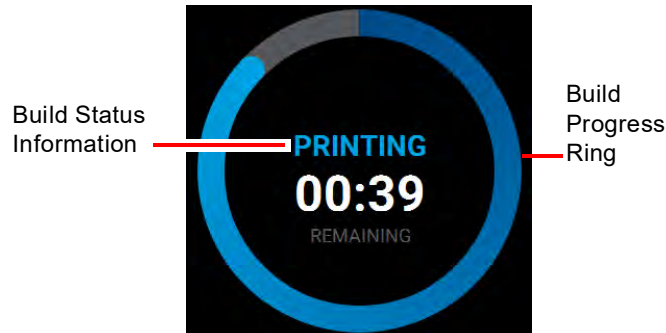 Build Status
Information
PRINTING
00:39
REMAINING
Build
Progress
Ring